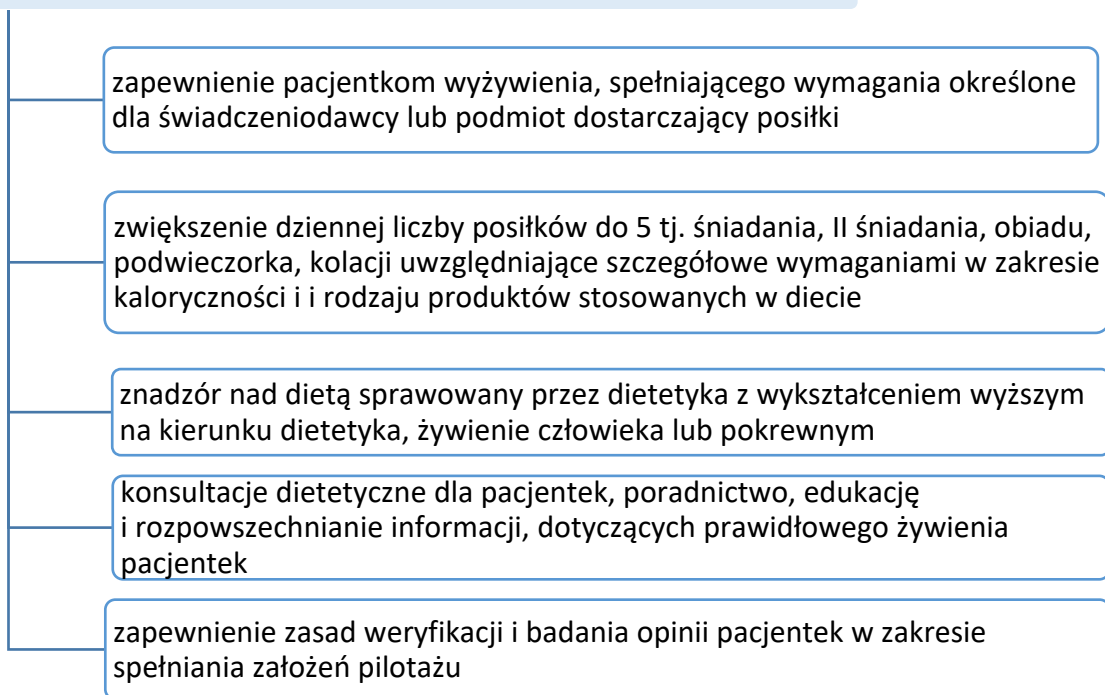 zapewnienie pacjentkom wyżywienia, spełniającego wymagania określone
dla świadczeniodawcy lub podmiot dostarczający posiłki
zwiększenie dziennej liczby posiłków do 5 tj. śniadania, II śniadania, obiadu,
podwieczorka, kolacji uwzględniające szczegółowe wymaganiami w zakresie
kaloryczności i i rodzaju produktów stosowanych w diecie
znadzór nad dietą sprawowany przez dietetyka z wykształceniem wyższym
na kierunku dietetyka, żywienie człowieka lub pokrewnym
konsultacje dietetyczne dla pacjentek, poradnictwo, edukację
i rozpowszechnianie informacji, dotyczących prawidłowego żywienia
pacjentek
zapewnienie zasad weryfikacji i badania opinii pacjentek w zakresie
spełniania założeń pilotażu